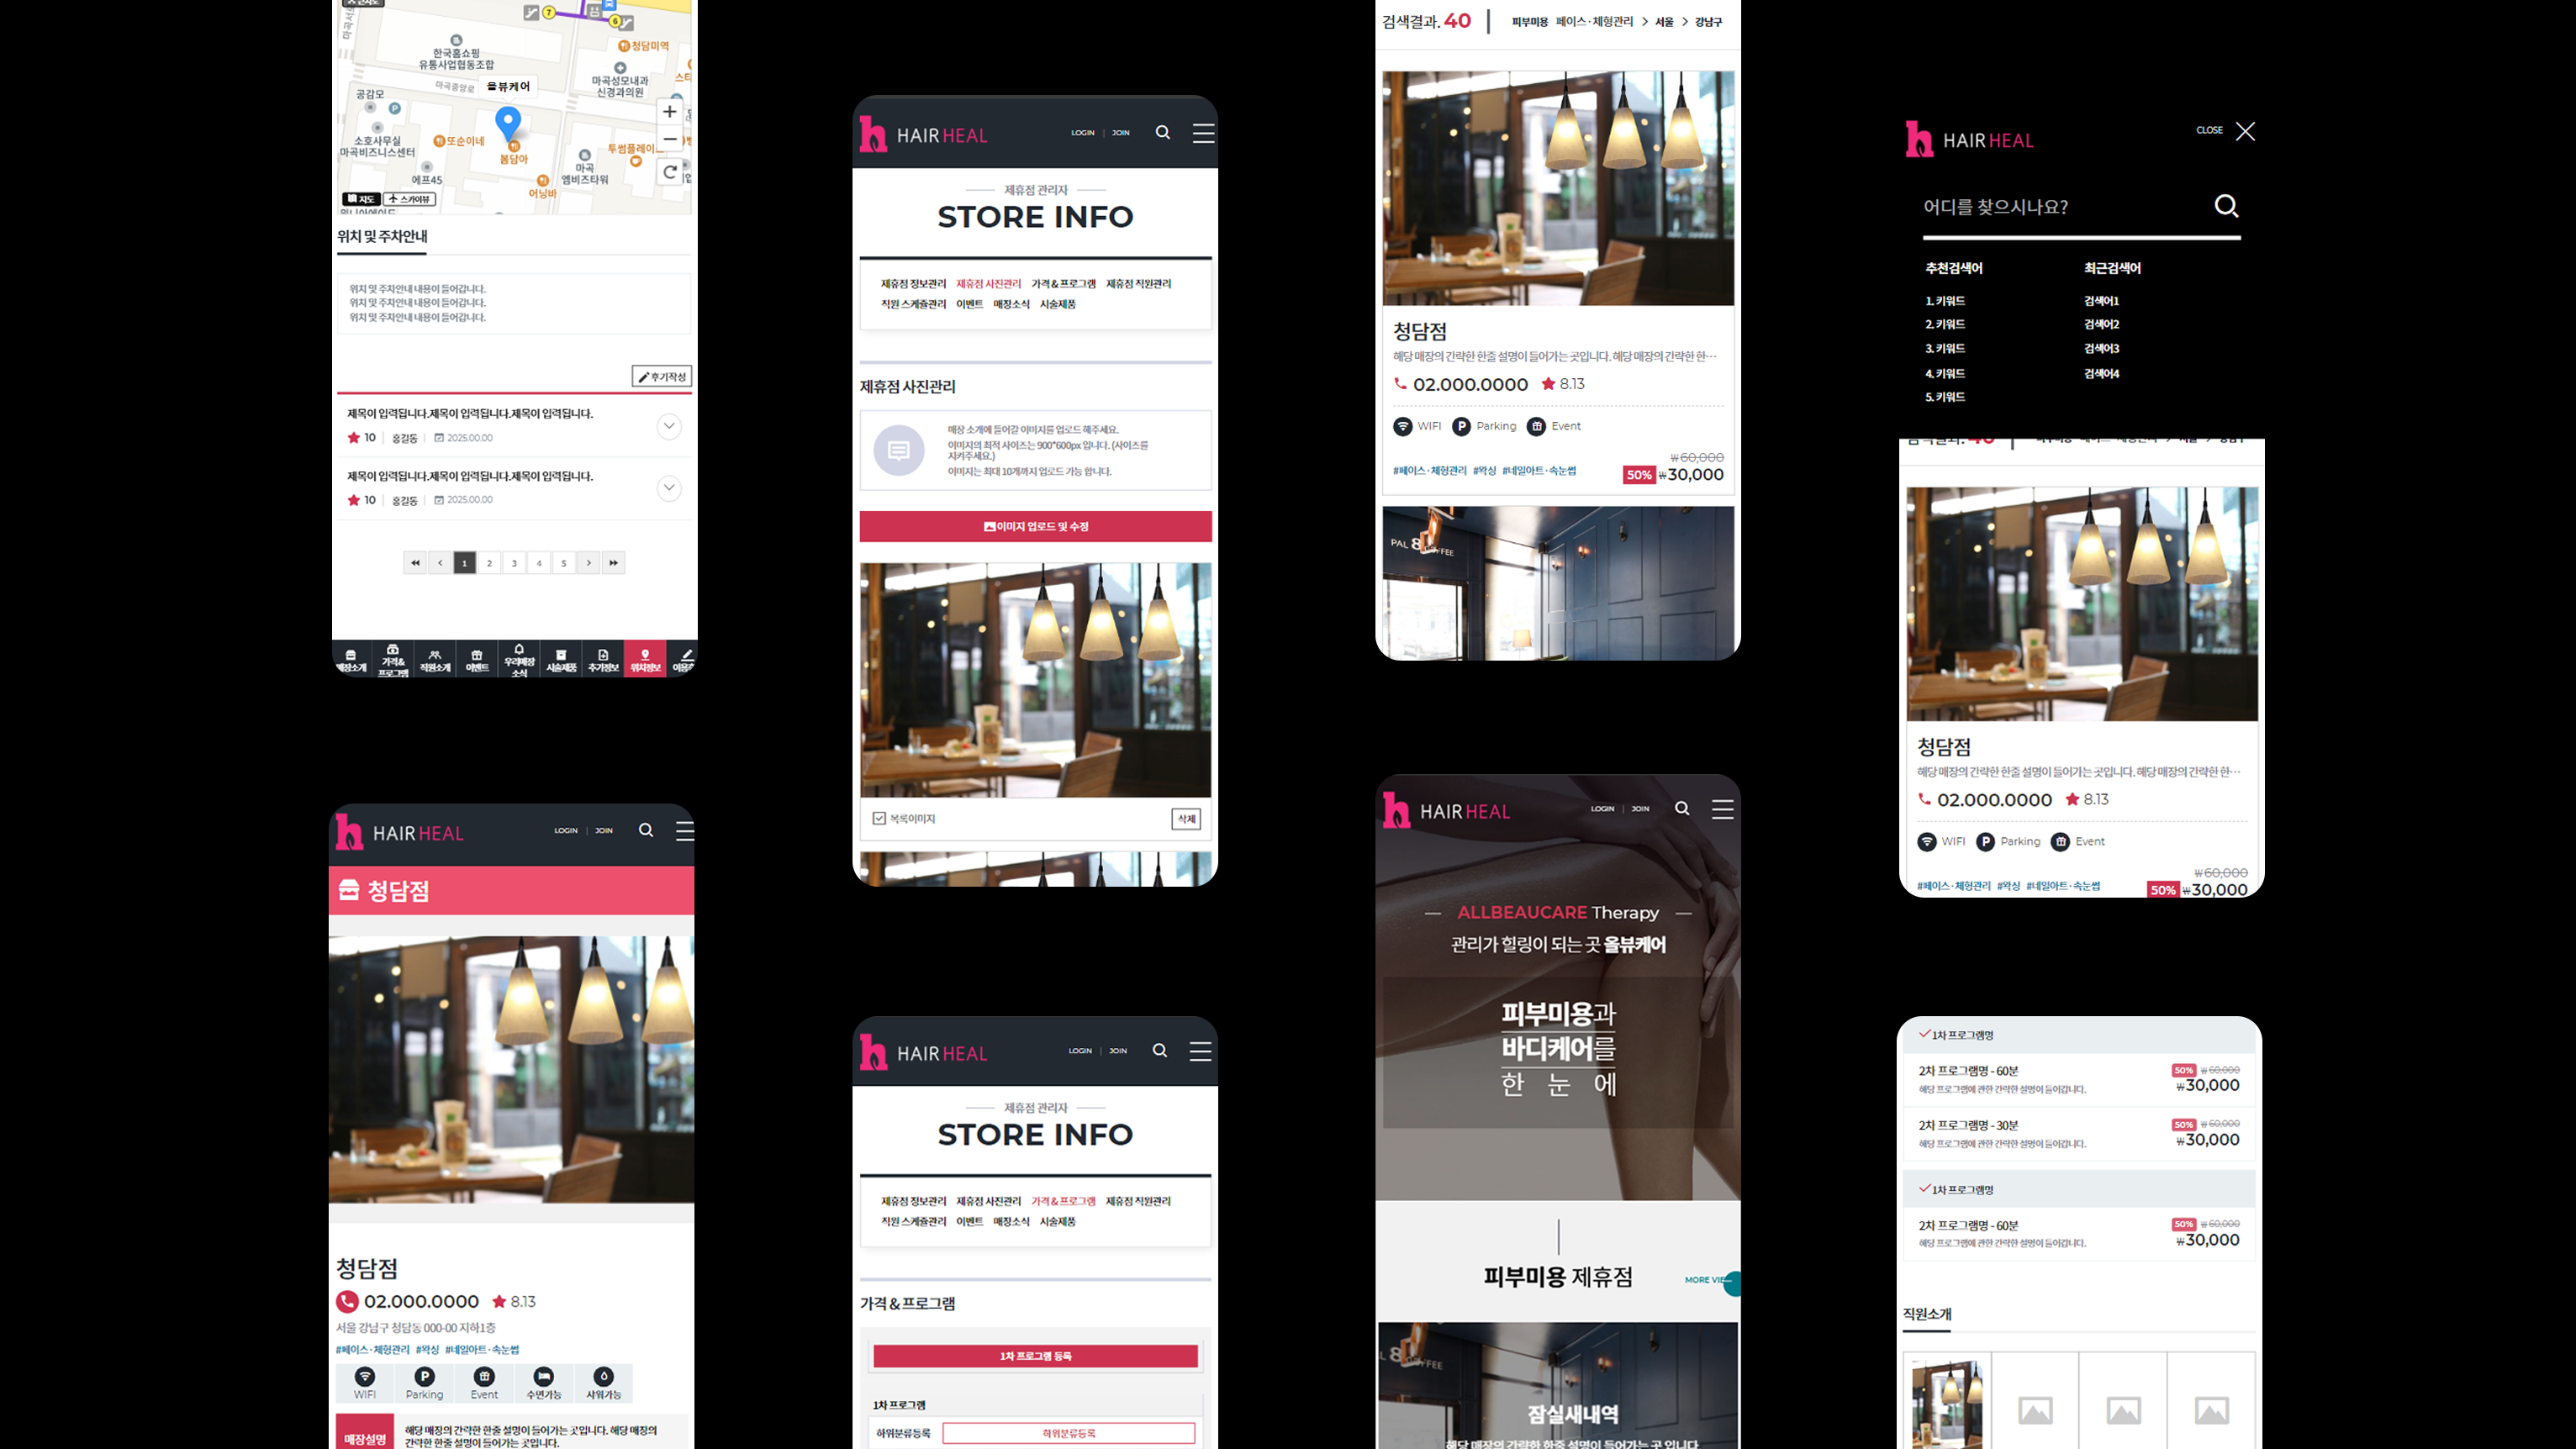 마곡서로
7
6
청담미역
한국홈쇼핑
유통사업협동조합
마곡성모내과
신경과의원
마곡중앙로
올뷰케어
공감모
P
소호사무실
마곡비즈니스센터
또순이네
봄담아
마곡
엠비즈타워
투썸플레이
에프45
어닝바
지도
스카이뷰
위치 및 주차안내
위치 및 주차안내 내용이 들어갑니다.
위치 및 주차안내 내용이 들어갑니다.
위치 및 주차안내 내용이 들어갑니다.
후기작성
제목이 입력됩니다.제목이 입력됩니다.제목이 입력됩니다.
10 홍길동 2025.00.00
제목이 입력됩니다.제목이 입력됩니다.제목이 입력됩니다.
10 홍길동 2025.00.00
1 2 3 4 5
매장소개 가격& 프로그램 직원소개 이벤트 우리매장 소식 시술제품 추가정보 위치정보
HAIRHEAL
LOGIN | JOIN
청담점
청담점
02.000.0000 8.13
서울 강남구 청담동 000-00 지하1층
#페이스·체형관리 #왁싱 #네일아트·속눈썹
WIFI Parking Event 수면가능 샤워가능
매장설명
해당 매장의 간략한 한줄 설명이 들어가는 곳입니다. 해당 매장의
간략한 한줄 설명이 들어가는 곳입니다.
HAIRHEAL
LOGIN | JOIN
제휴점 관리자
STORE INFO
제휴점 정보관리 제휴점 사진관리 가격&프로그램 제휴점 직원관리
직원 스케쥴관리 이벤트 매장소식 시술제품
제휴점 사진관리
매장 소개에 들어갈 이미지를 업로드 해주세요.
이미지의 최적 사이즈는 900*600px 입니다. (사이즈를
지켜주세요.)
이미지는 최대 10개까지 업로드 가능 합니다.
이미지 업로드 및 수정
목록이미지
삭제
HAIRHEAL
LOGIN | JOIN
제휴점 관리자
STORE INFO
제휴점 정보관리 제휴점 사진관리 가격&프로그램 제휴점 직원관리
직원 스케쥴관리 이벤트 매장소식 시술제품
가격&프로그램
1차 프로그램 등록
1차 프로그램
하위분류등록
하위분류등록
검색결과. 40 | 피부미용 페이스·체형관리 > 서울 > 강남구
청담점
해당 매장의 간략한 한줄 설명이 들어가는 곳입니다. 해당 매장의 간략한 한…
02.000.0000 8.13
WIFI Parking Event
₩60,000
#페이스·체형관리 #왁싱 #네일아트·속눈썹
50% ₩30,000
PAL
HAIRHEAL
LOGIN | JOIN
ALLBEAUCARE Therapy
관리가 힐링이 되는 곳 올뷰케어
피부미용과
바디케어를
한 눈 에
피부미용 제휴점
MORE VIE
잠실새내역
해당 매장의 간략한 한줄 설명이 들어가는 곳 입니다
HAIRHEAL
CLOSE
어디를 찾으시나요?
추천검색어
1. 키워드
2. 키워드
3. 키워드
4. 키워드
5. 키워드
최근검색어
검색어1
검색어2
검색어3
검색어4
청담점
해당 매장의 간략한 한줄 설명이 들어가는 곳입니다. 해당 매장의 간략한 한…
02.000.0000 8.13
WIFI Parking Event
₩60,000
#페이스·체형관리 #왁싱 #네일아트·속눈썹
50% ₩30,000
1차 프로그램명
2차 프로그램명 - 60분
50% ₩60,000
해당 프로그램에 관한 간략한 설명이 들어갑니다.
₩30,000
2차 프로그램명 - 30분
50% ₩60,000
해당 프로그램에 관한 간략한 설명이 들어갑니다.
₩30,000
1차 프로그램명
2차 프로그램명 - 60분
50% ₩60,000
해당 프로그램에 관한 간략한 설명이 들어갑니다.
₩30,000
직원소개